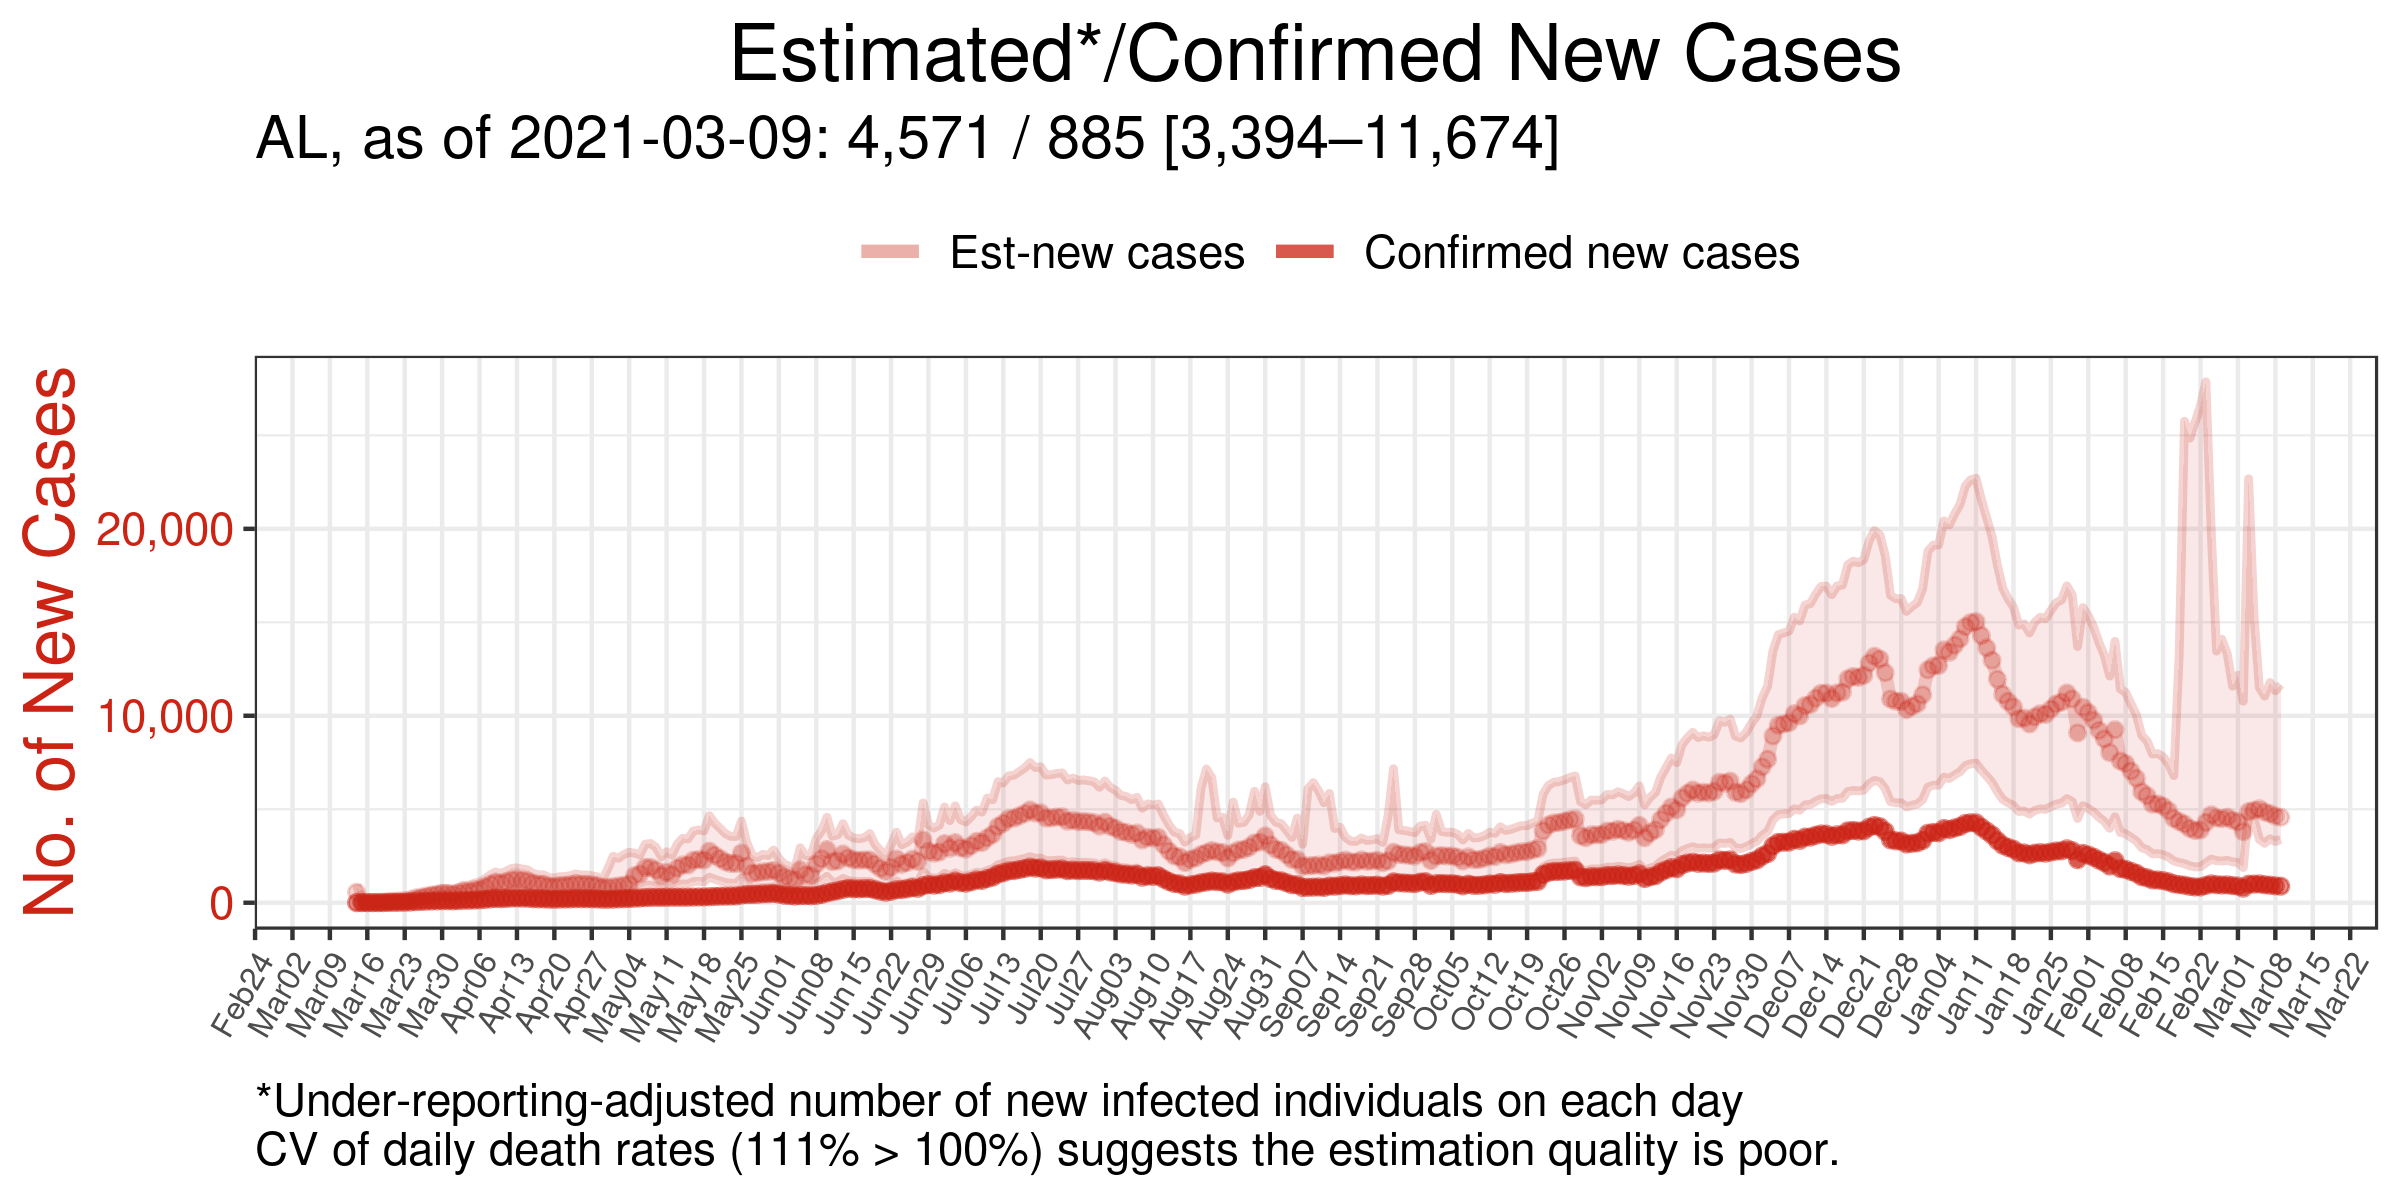 Estimated*/Confirmed New Cases
AL, as of 2021-03-09: 4,571 / 885 [3,394–11,674]
Est-new cases
Confirmed new cases
No. of New Cases
20,000
10,000
0
Feb24
Mar02
Mar09
Mar16
Mar23
Mar30
Apr06
Apr13
Apr20
Apr27
May04
May11
May18
May25
Jun01
Jun08
Jun15
Jun22
Jun29
Jul06
Jul13
Jul20
Jul27
Aug03
Aug10
Aug17
Aug24
Aug31
Sep07
Sep14
Sep21
Sep28
Oct05
Oct12
Oct19
Oct26
Nov02
Nov09
Nov16
Nov23
Nov30
Dec07
Dec14
Dec21
Dec28
Jan04
Jan11
Jan18
Jan25
Feb01
Feb08
Feb15
Feb22
Mar01
Mar08
Mar15
Mar22
*Under-reporting-adjusted number of new infected individuals on each day
CV of daily death rates (111% > 100%) suggests the estimation quality is poor.